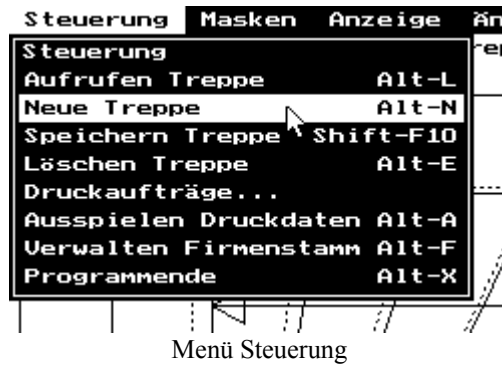 Steuerung Masken Anzeige Än
Steuerung
Aufrufen Treppe Alt-L
Neue Treppe Alt-N
Speichern Treppe Shift-F10
Löschen Treppe Alt-E
Druckaufträge...
Ausspielen Druckdaten Alt-A
Verwalten Firmenstamm Alt-F
Programmende Alt-X
Menü Steuerung